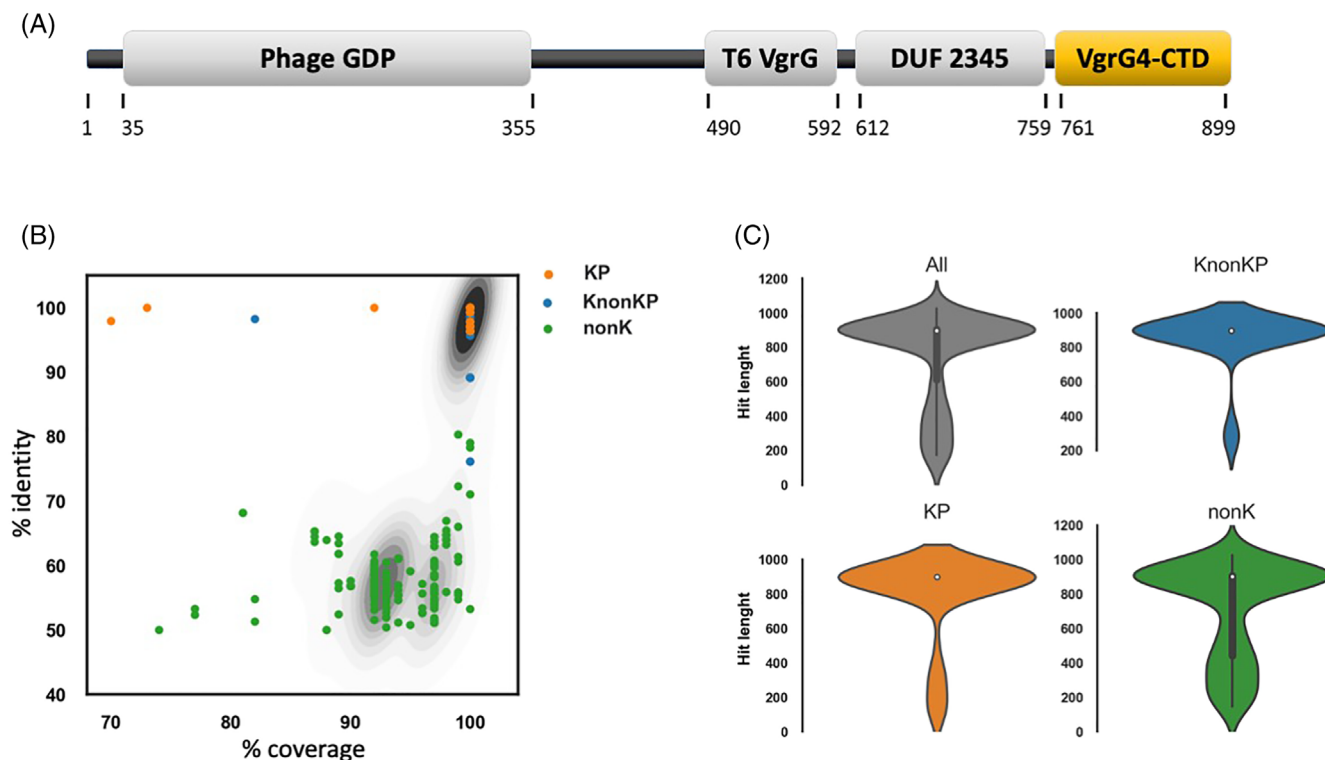 (A)
Phage GDP
T6 VgrG
DUF 2345
VgrG4-CTD
1 35 355 490 592 612 759 761 899
(B)
KP
KnonKP
nonK
100
90
80
70
60
50
40
% identity
70 80 90 100
% coverage
(C)
All
1200
1000
800
600
400
200
0
Hit lenght
KnonKP
1000
800
600
400
200
KP
1000
800
600
400
200
0
Hit lenght
nonK
1200
1000
800
600
400
200
0